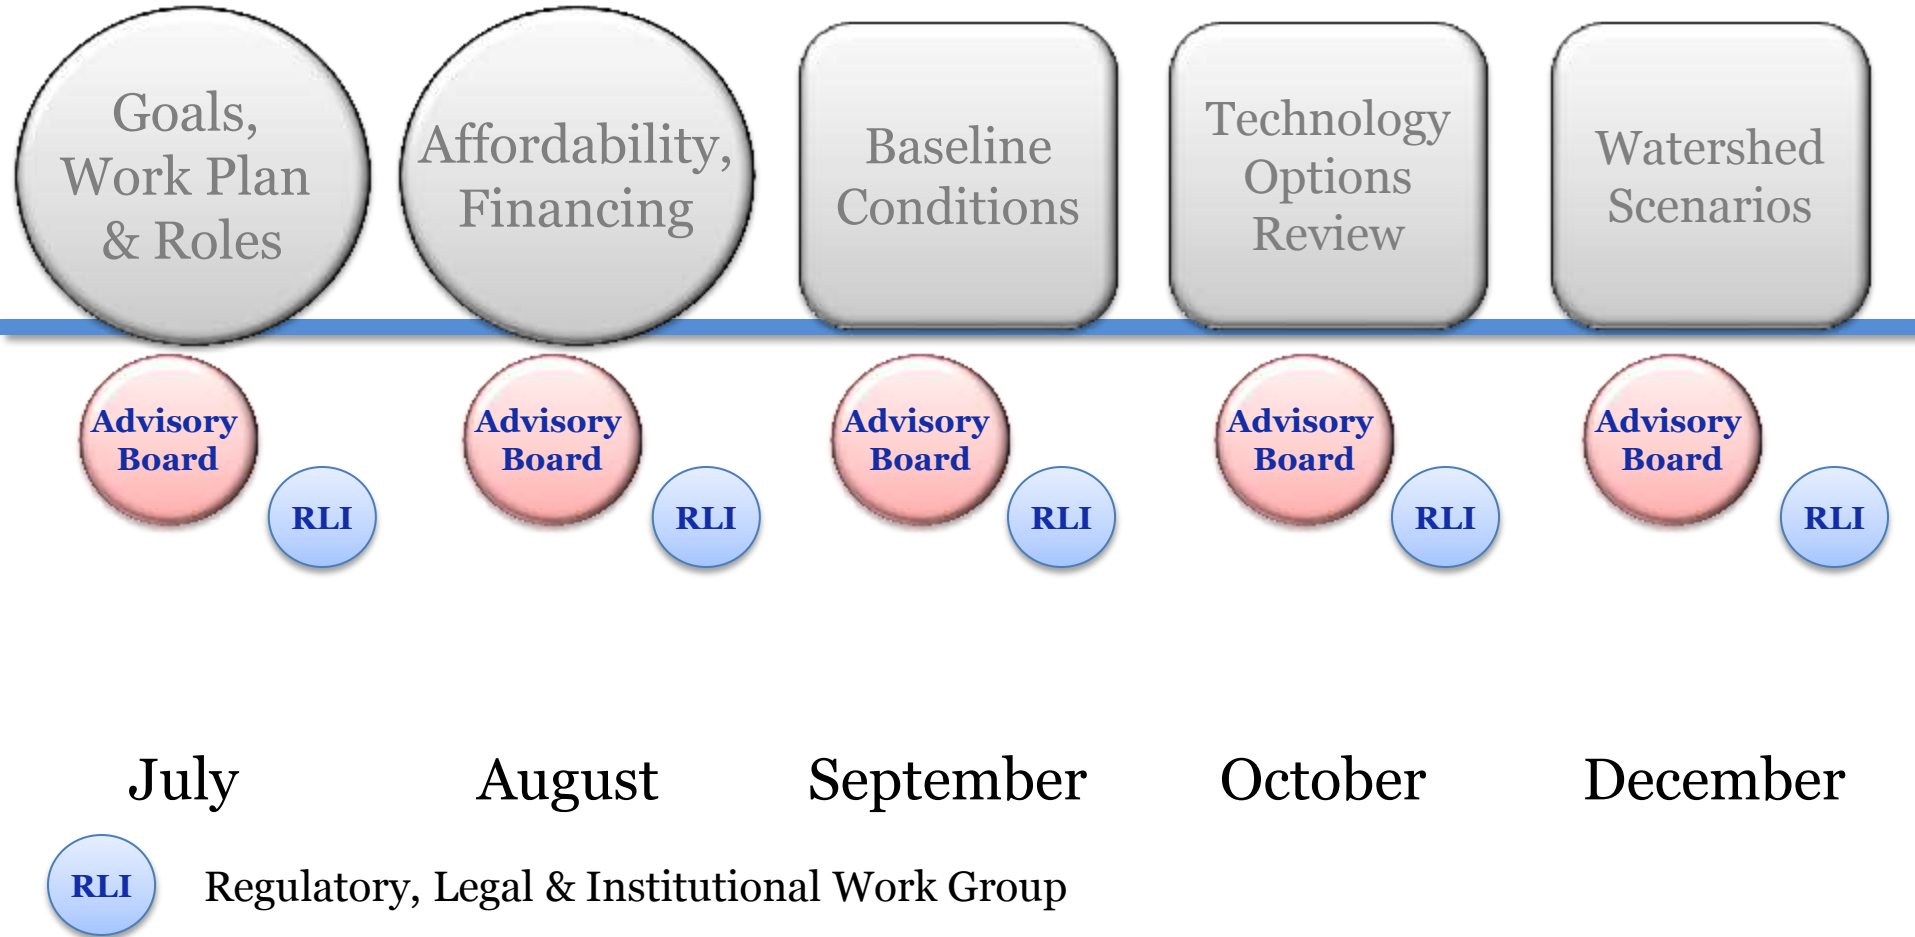 Goals,
Work Plan
& Roles
Affordability,
Financing
Baseline
Conditions
Technology
Options
Review
Watershed
Scenarios
Advisory
Board
RLI
Advisory
Board
RLI
Advisory
Board
RLI
Advisory
Board
RLI
Advisory
Board
RLI
July
August
September
October
December
RLI
Regulatory, Legal & Institutional Work Group